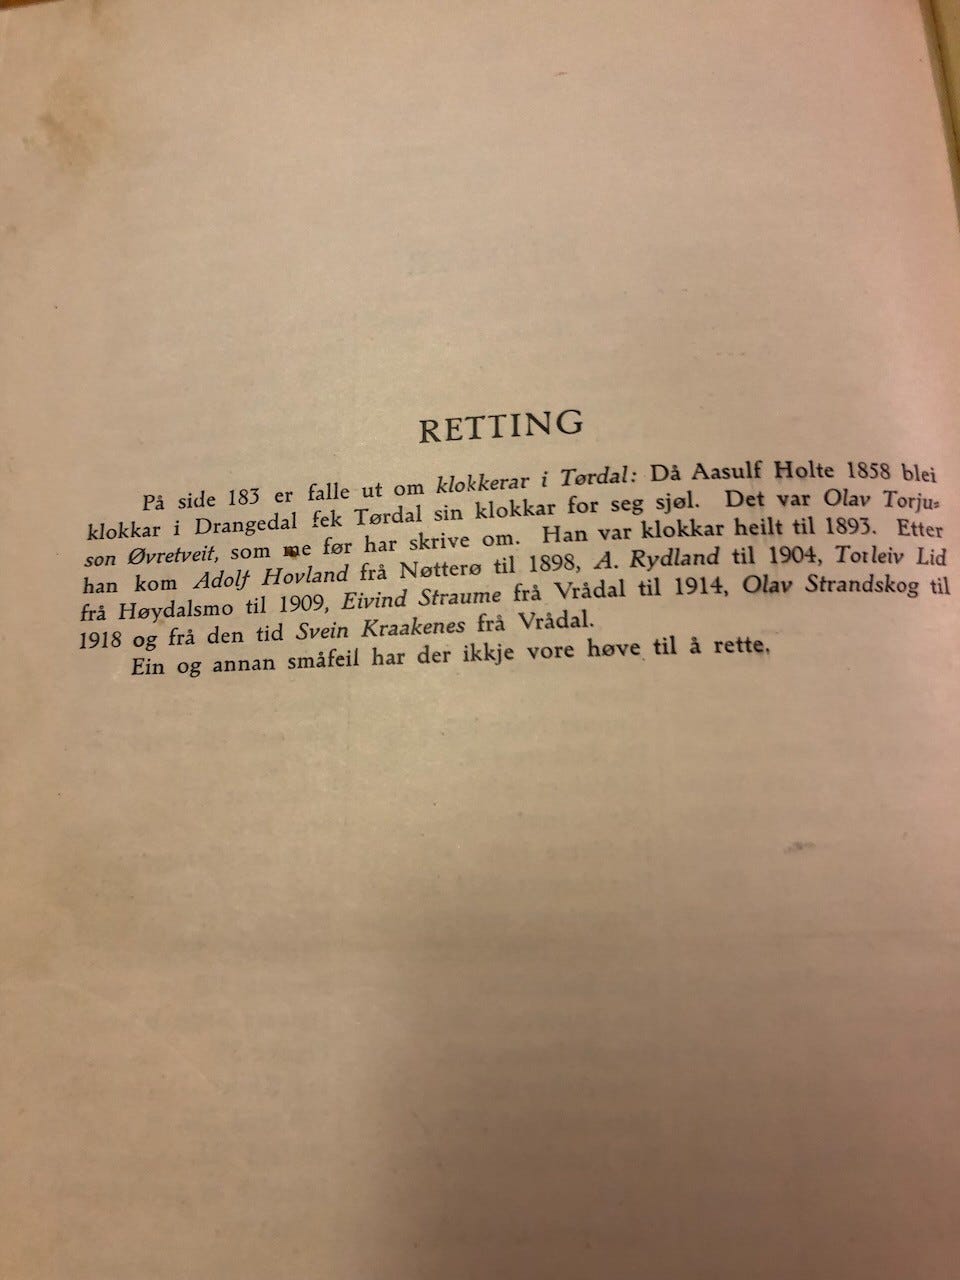 RETTING
På side 183 er falle ut om klokkerar i Tørdal: Då Aasulf Holte 1858 blei
klokkar i Drangedal fek Tørdal sin klokkar for seg sjøl. Det var Olav Torju-
son Øvretveit, som me før har skrive om. Han var klokkar heilt til 1893. Etter
han kom Adolf Hovland frå Nøtterø til 1898, A. Rydland til 1904, Torleiv Lid
frå Høydalsmo til 1909, Eivind Straume frå Vrådal til 1914, Olav Strandskog til
1918 og frå den tid Svein Kraakenes frå Vrådal.
Ein og annan småfeil har der ikkje vore høve til å rette.